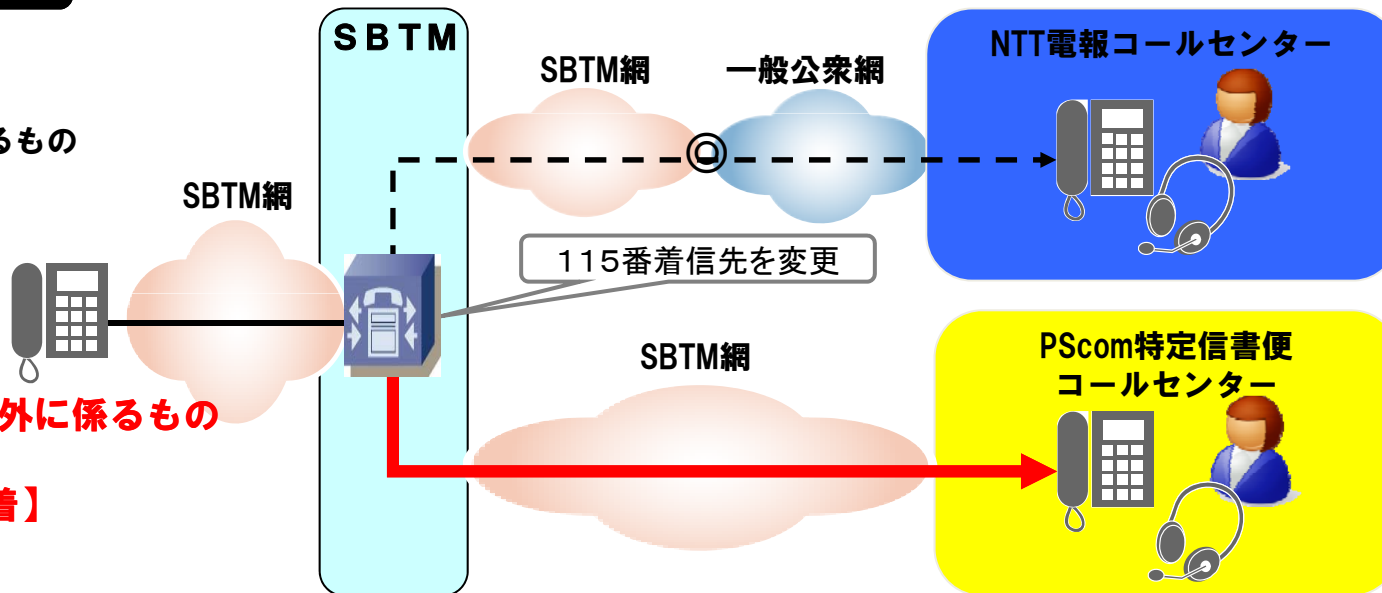 SBTM
NTT電報コールセンター
SBTM網
一般公衆網
るもの
SBTM網
115番着信先を変更
PScom特定信書便
コールセンター
SBTM網
外に係るもの
着】